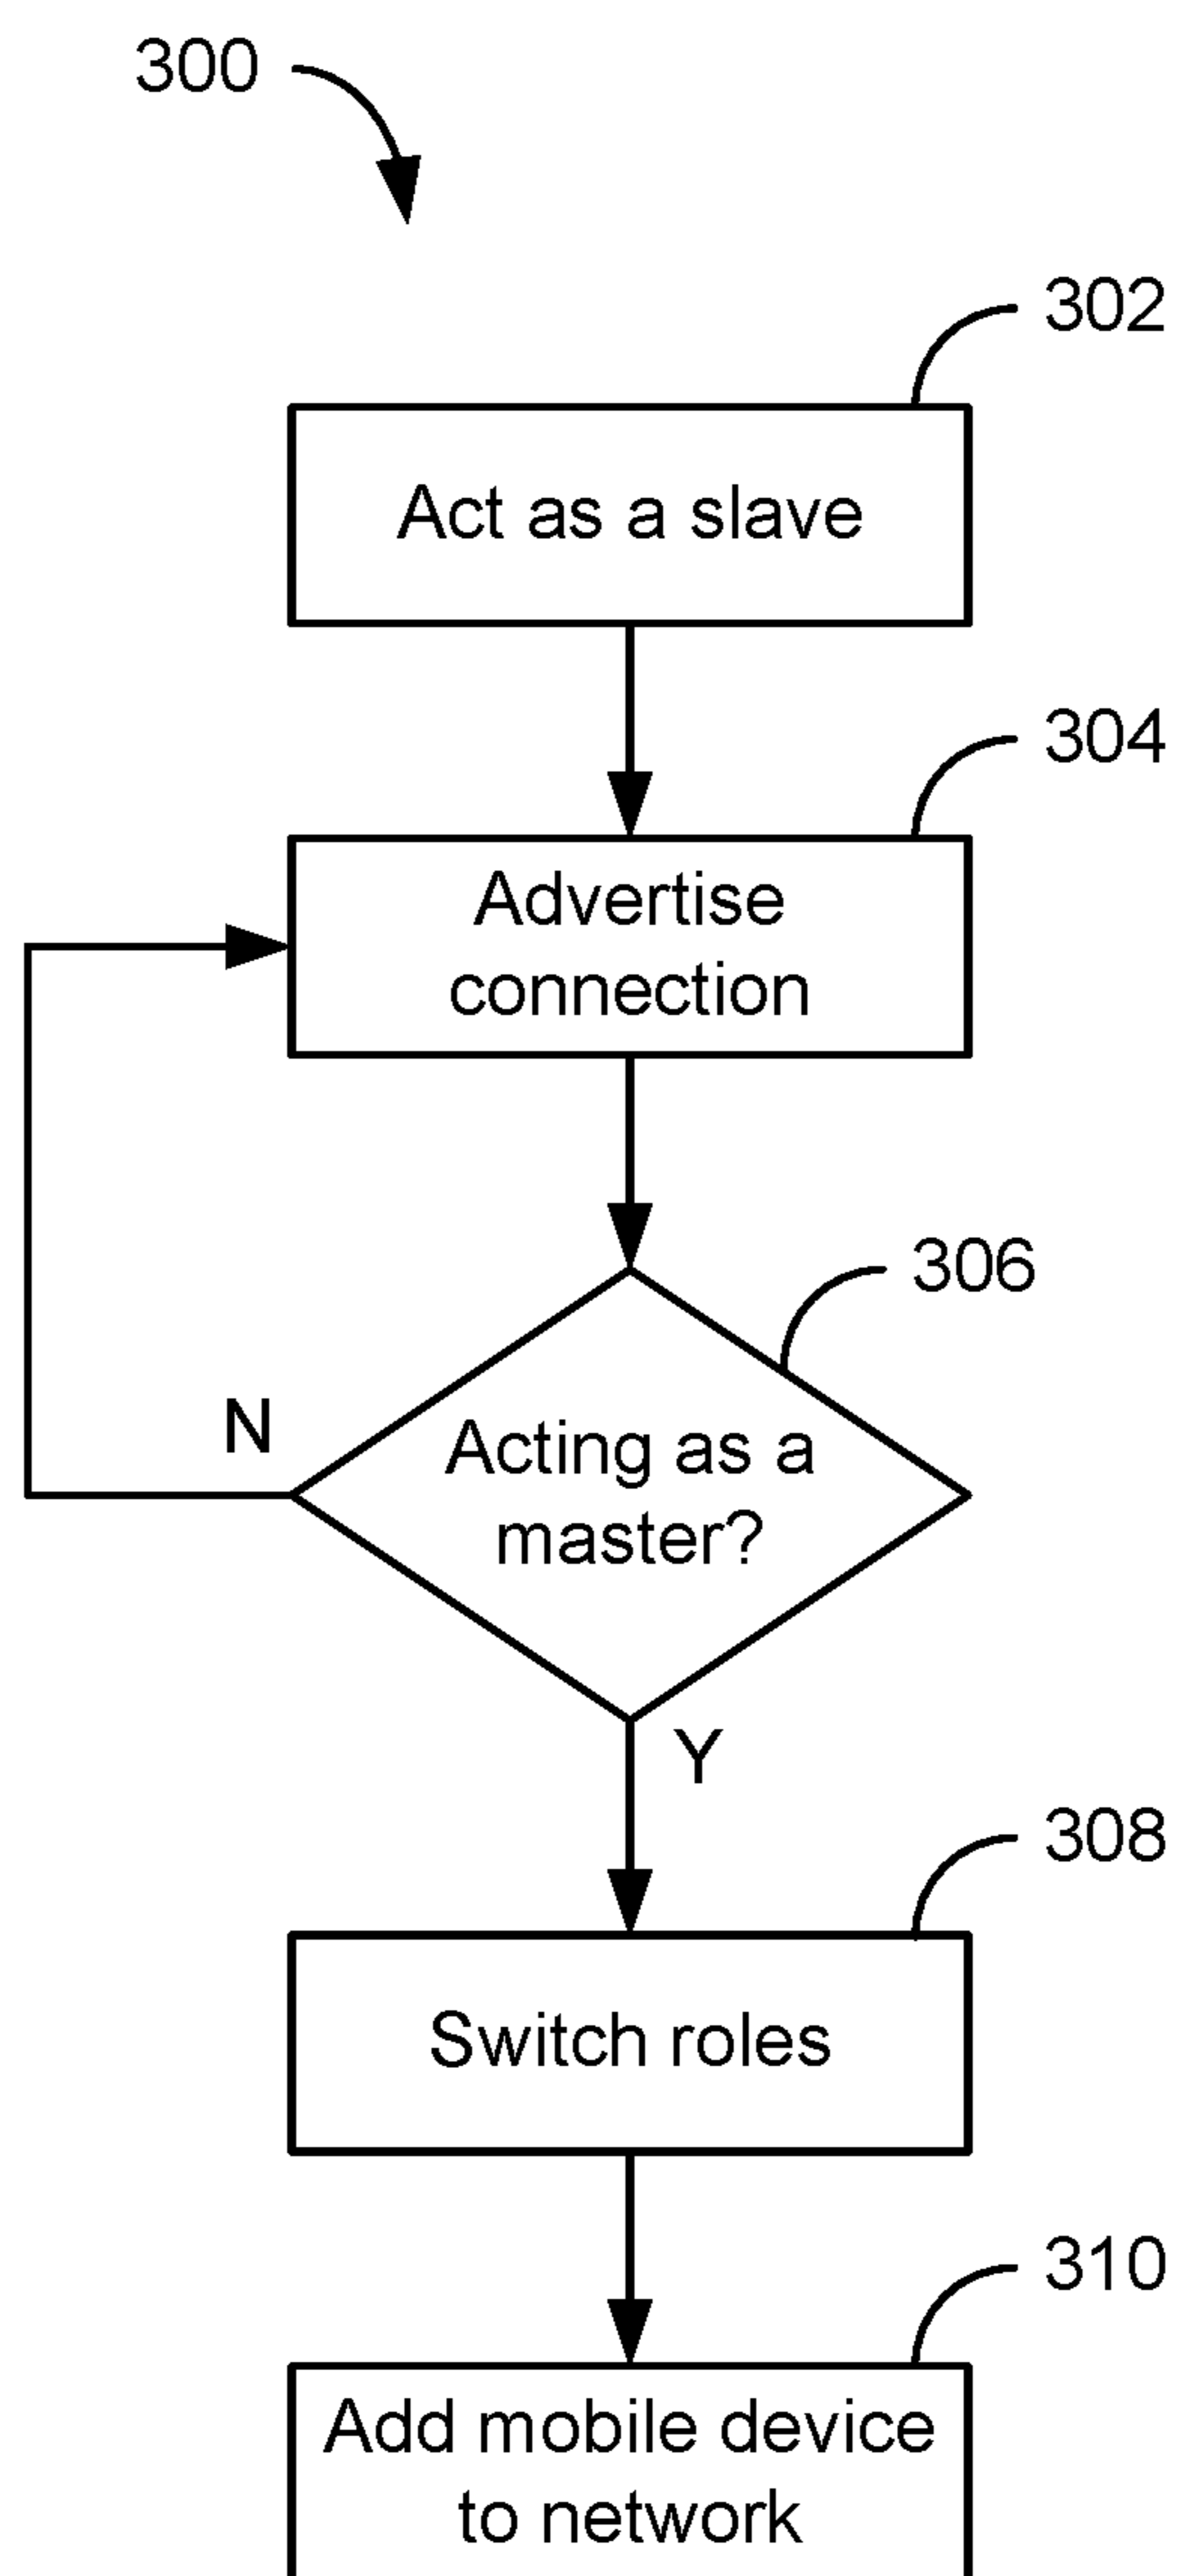 300
302
Act as a slave
304
Advertise
connection
306
Acting as a
master?
N
Y
308
Switch roles
310
Add mobile device
to network